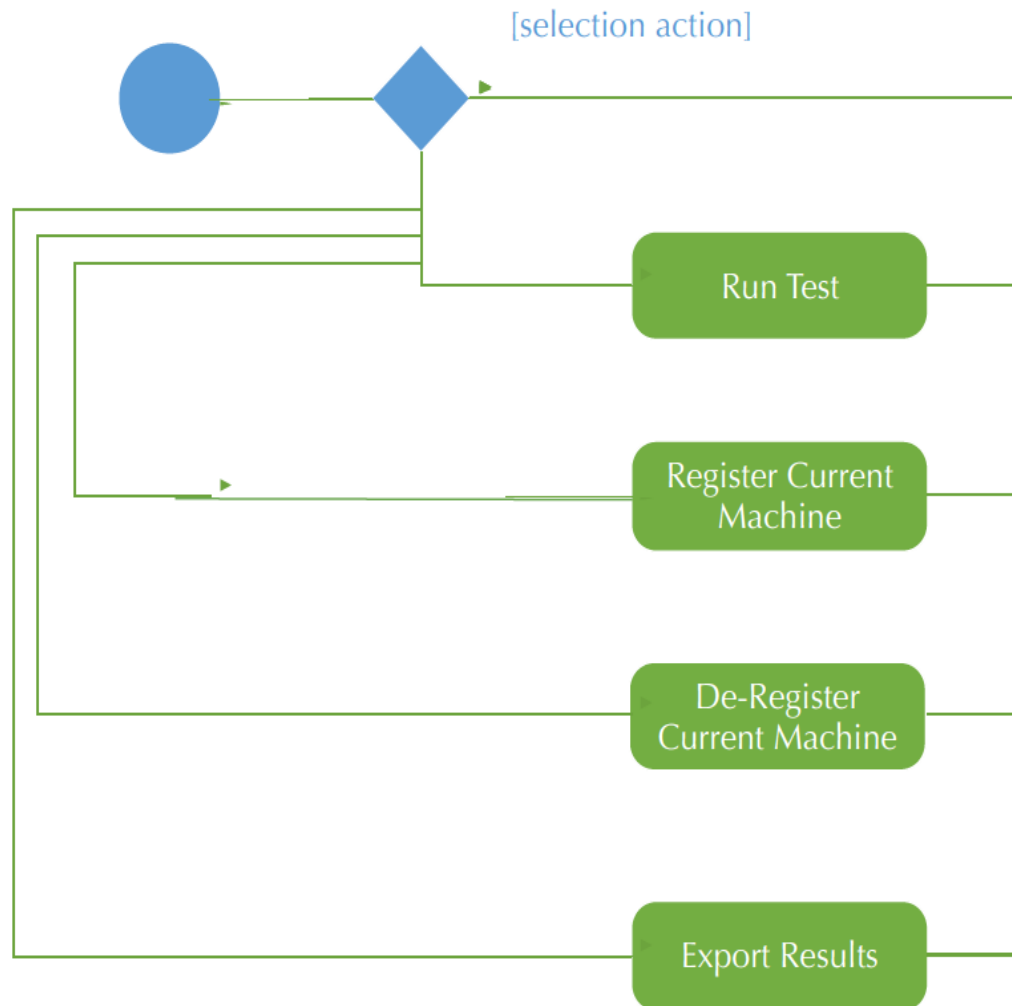 [selection action]
Run Test
Register Current
Machine
De-Register
Current Machine
Export Results